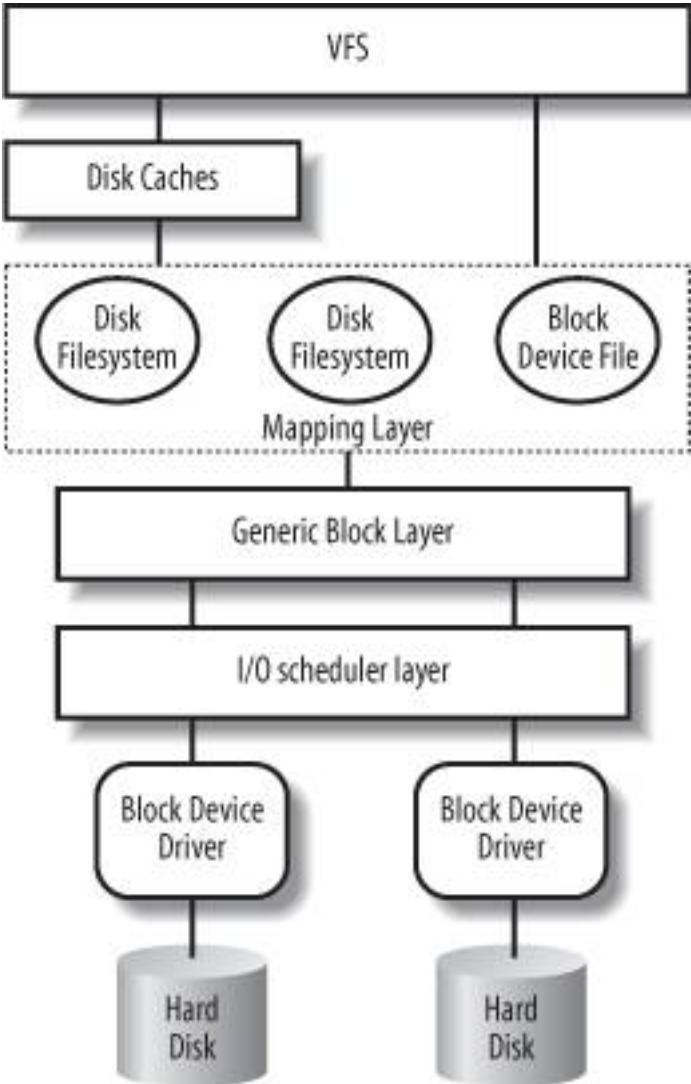 VFS
Disk Caches
Disk
Filesystem
Disk
Filesystem
Block
Device File
Mapping Layer
Generic Block Layer
I/O scheduler layer
Block Device
Driver
Block Device
Driver
Hard
Disk
Hard
Disk